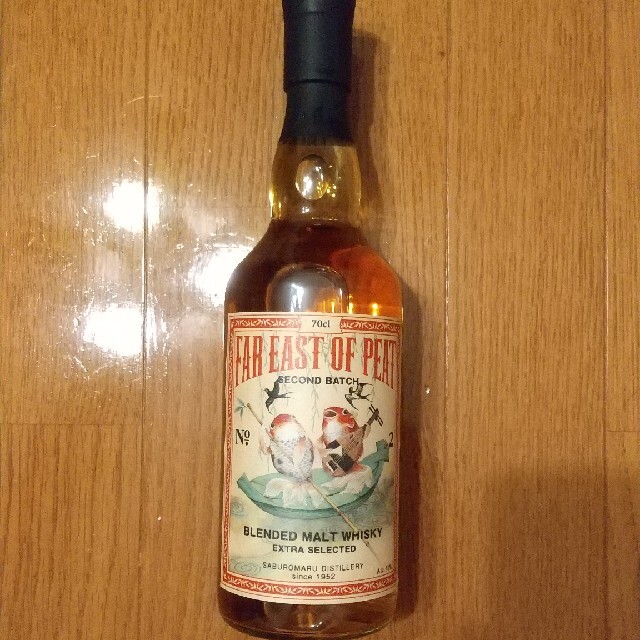 70cl
FAR EAST OF PEAT
SECOND BATCH
No. 2
BLENDED MALT WHISKY
EXTRA SELECTED
SABUROMARU DISTILLERY
since 1952